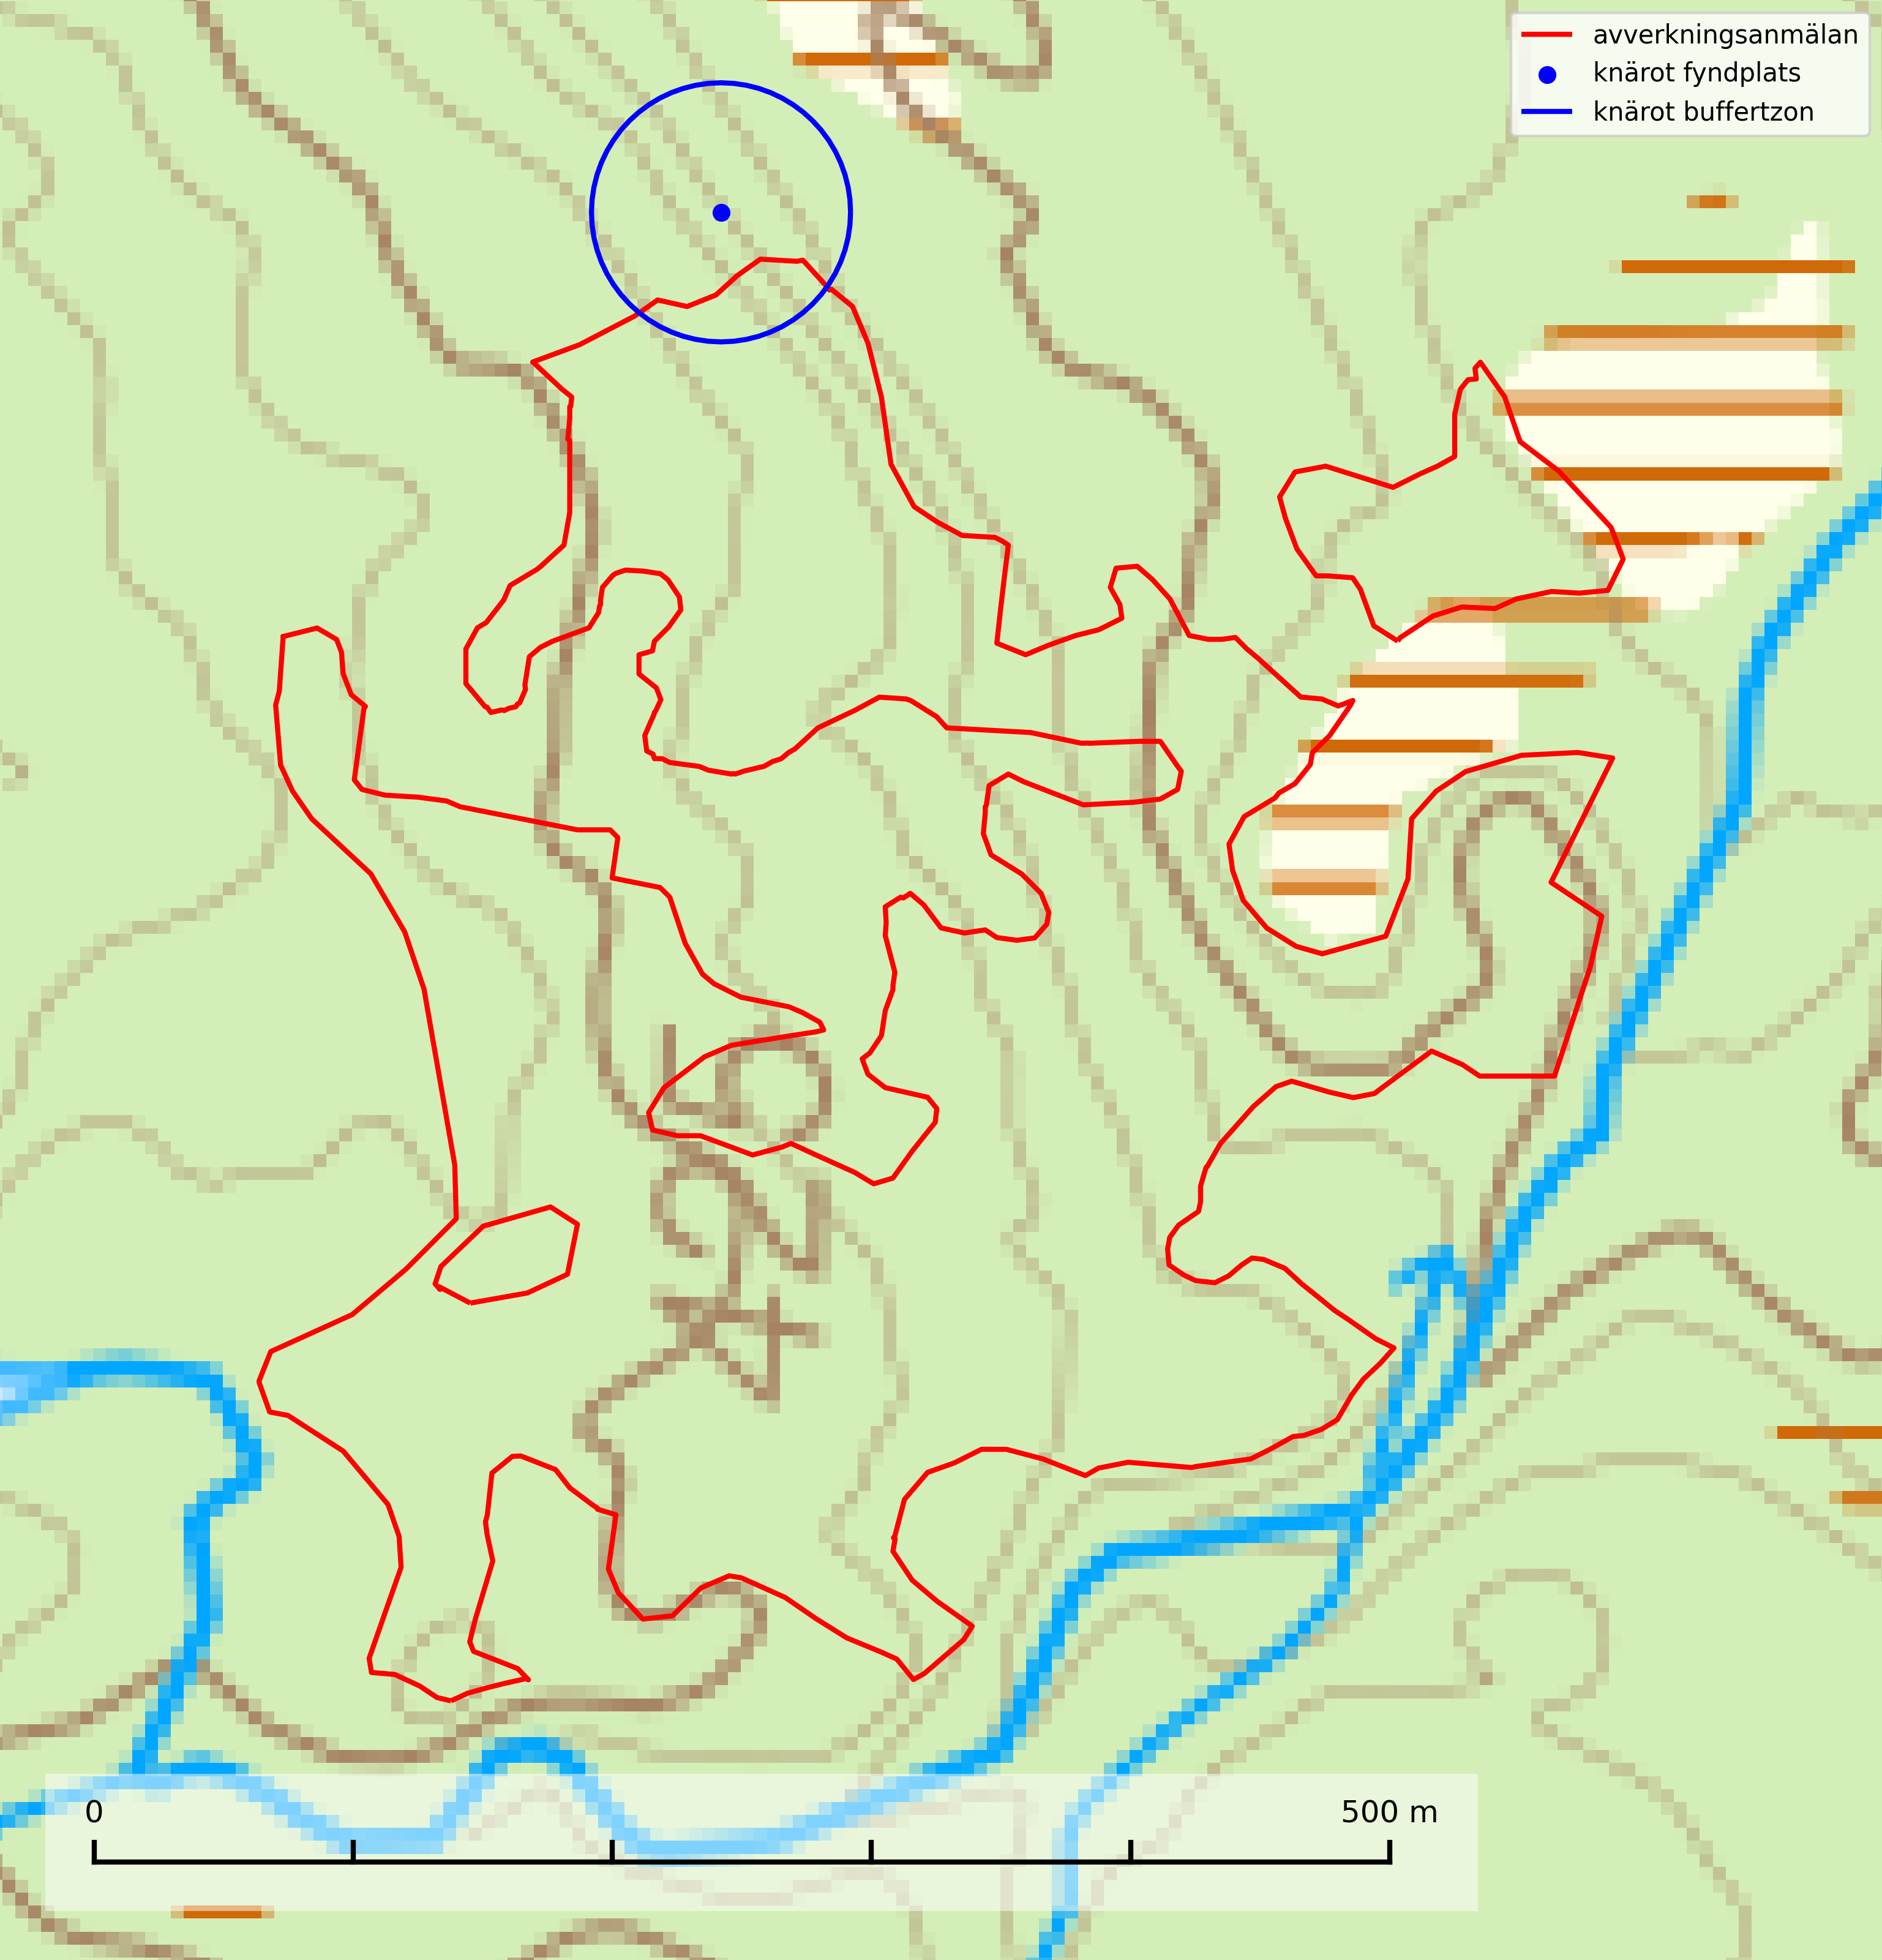 avverkningsanmälan
knärot fyndplats
knärot buffertzon
0
500 m